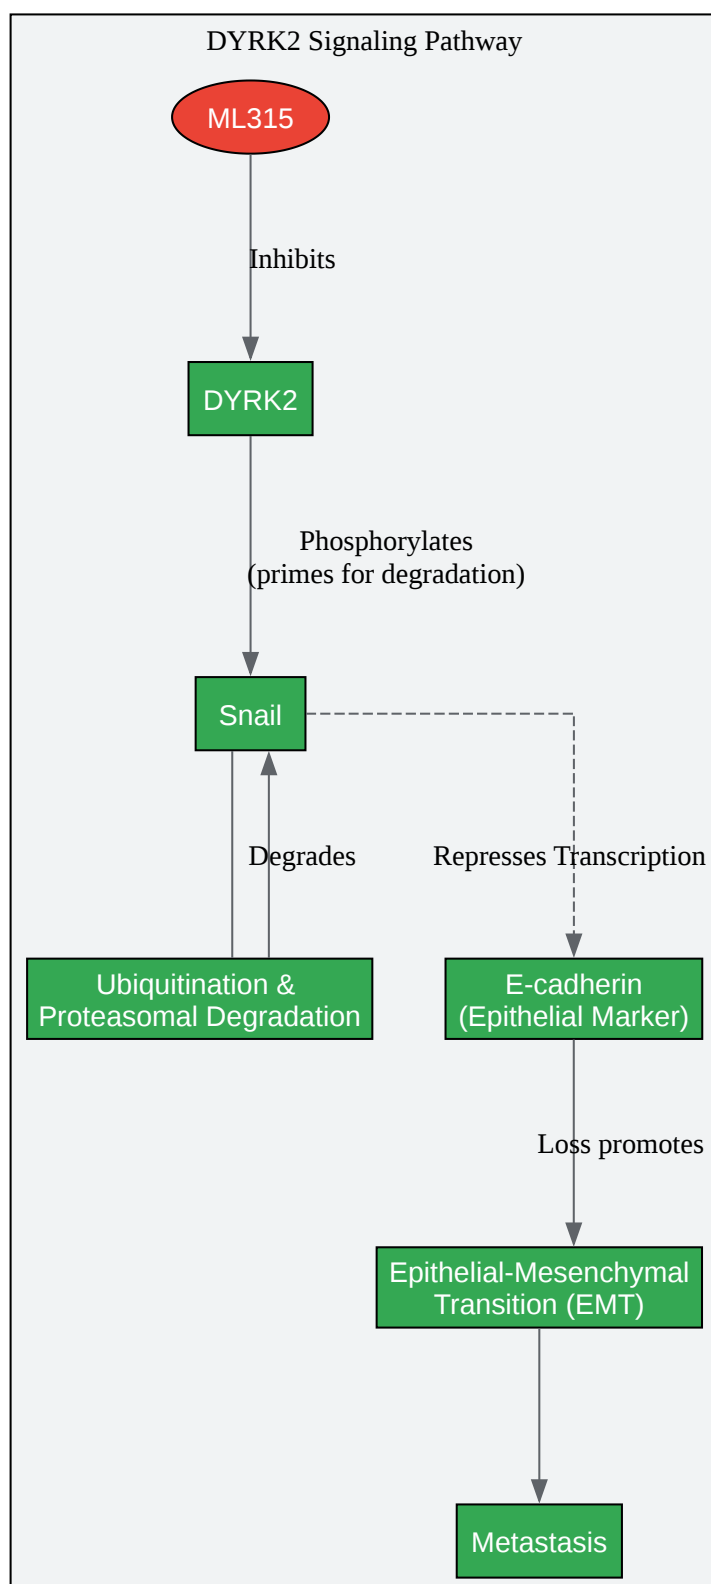 DYRK2 Signaling Pathway
ML315
Inhibits
DYRK2
Phosphorylates
(primes for degradation)
Snail
Degrades
Represses Transcription
Ubiquitination &
Proteasomal Degradation
E-cadherin
(Epithelial Marker)
Loss promotes
Epithelial-Mesenchymal
Transition (EMT)
Metastasis